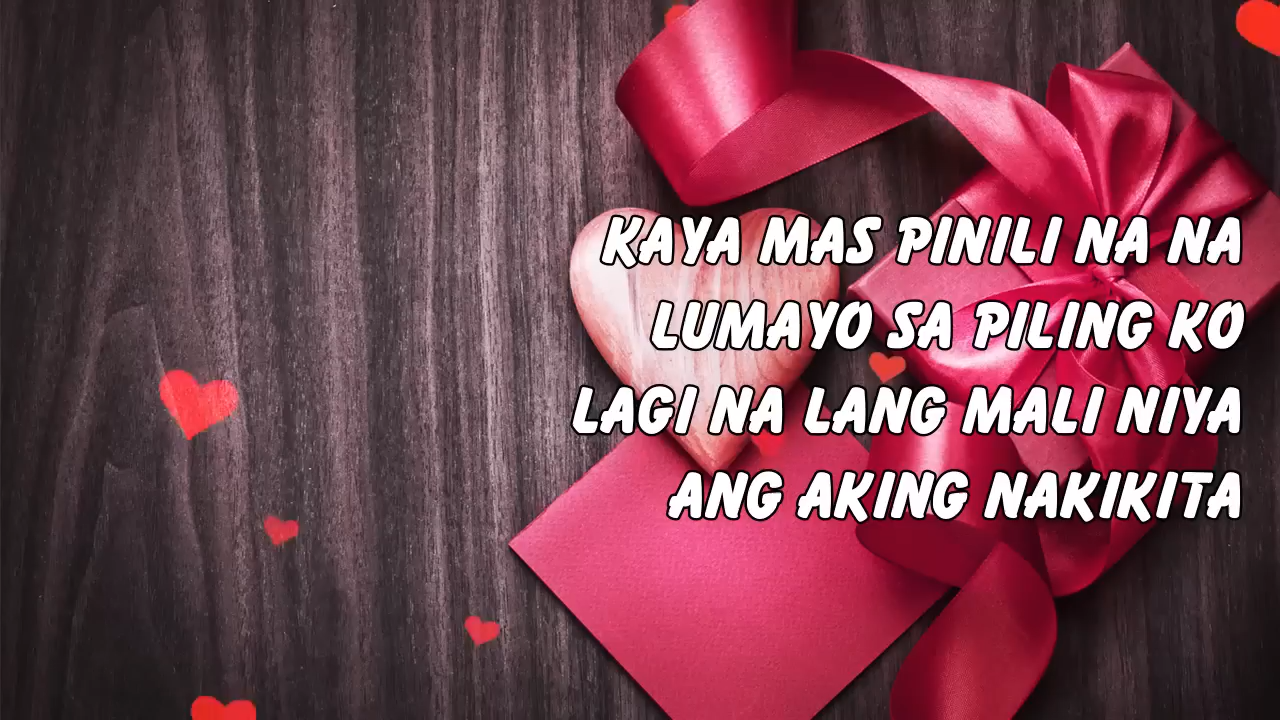 KAYA MAS PINILI NA NA
LUMAYO SA PILING KO
LAGI NA LANG MALI NIYA
ANG AKING NAKIKITA